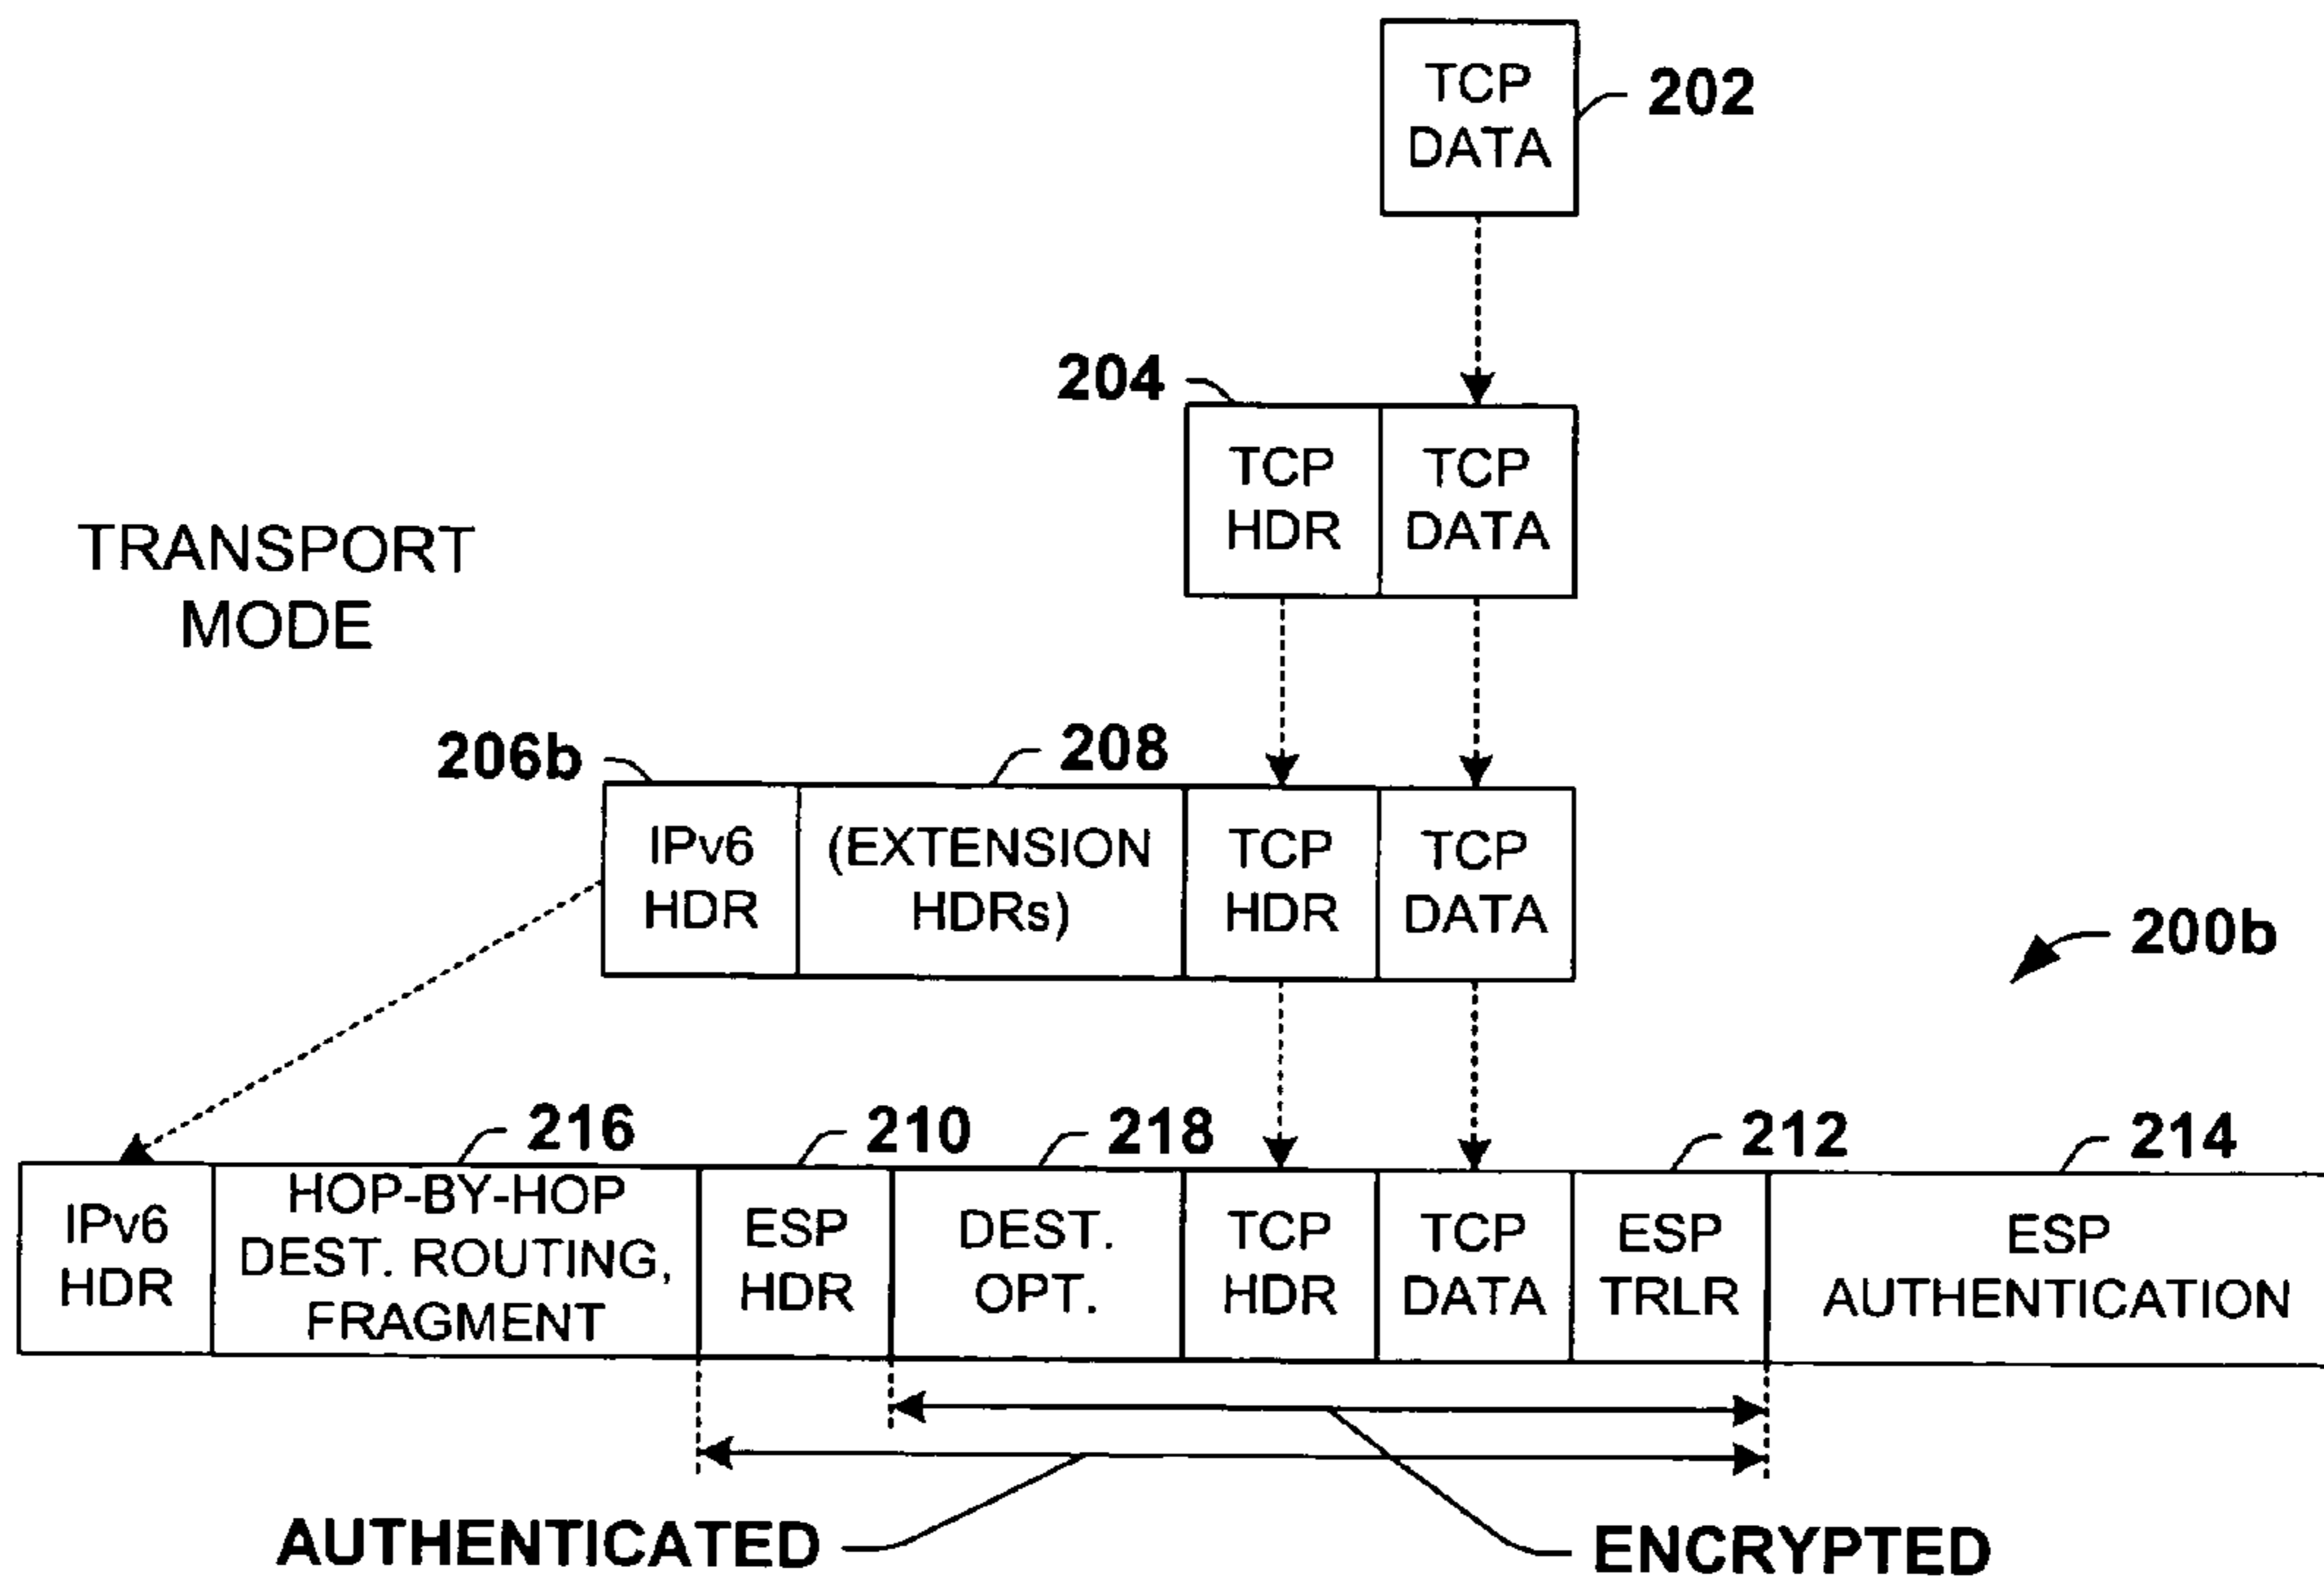 TCP
DATA
202
204
TCP
HDR
TCP
DATA
TRANSPORT
MODE
206b
208
IPv6
HDR
(EXTENSION
HDRs)
TCP
HDR
TCP
DATA
200b
216
210
218
212
214
IPv6
HDR
HOP-BY-HOP
DEST. ROUTING,
FRAGMENT
ESP
HDR
DEST.
OPT.
TCP
HDR
TCP
DATA
ESP
TRLR
ESP
AUTHENTICATION
AUTHENTICATED
ENCRYPTED